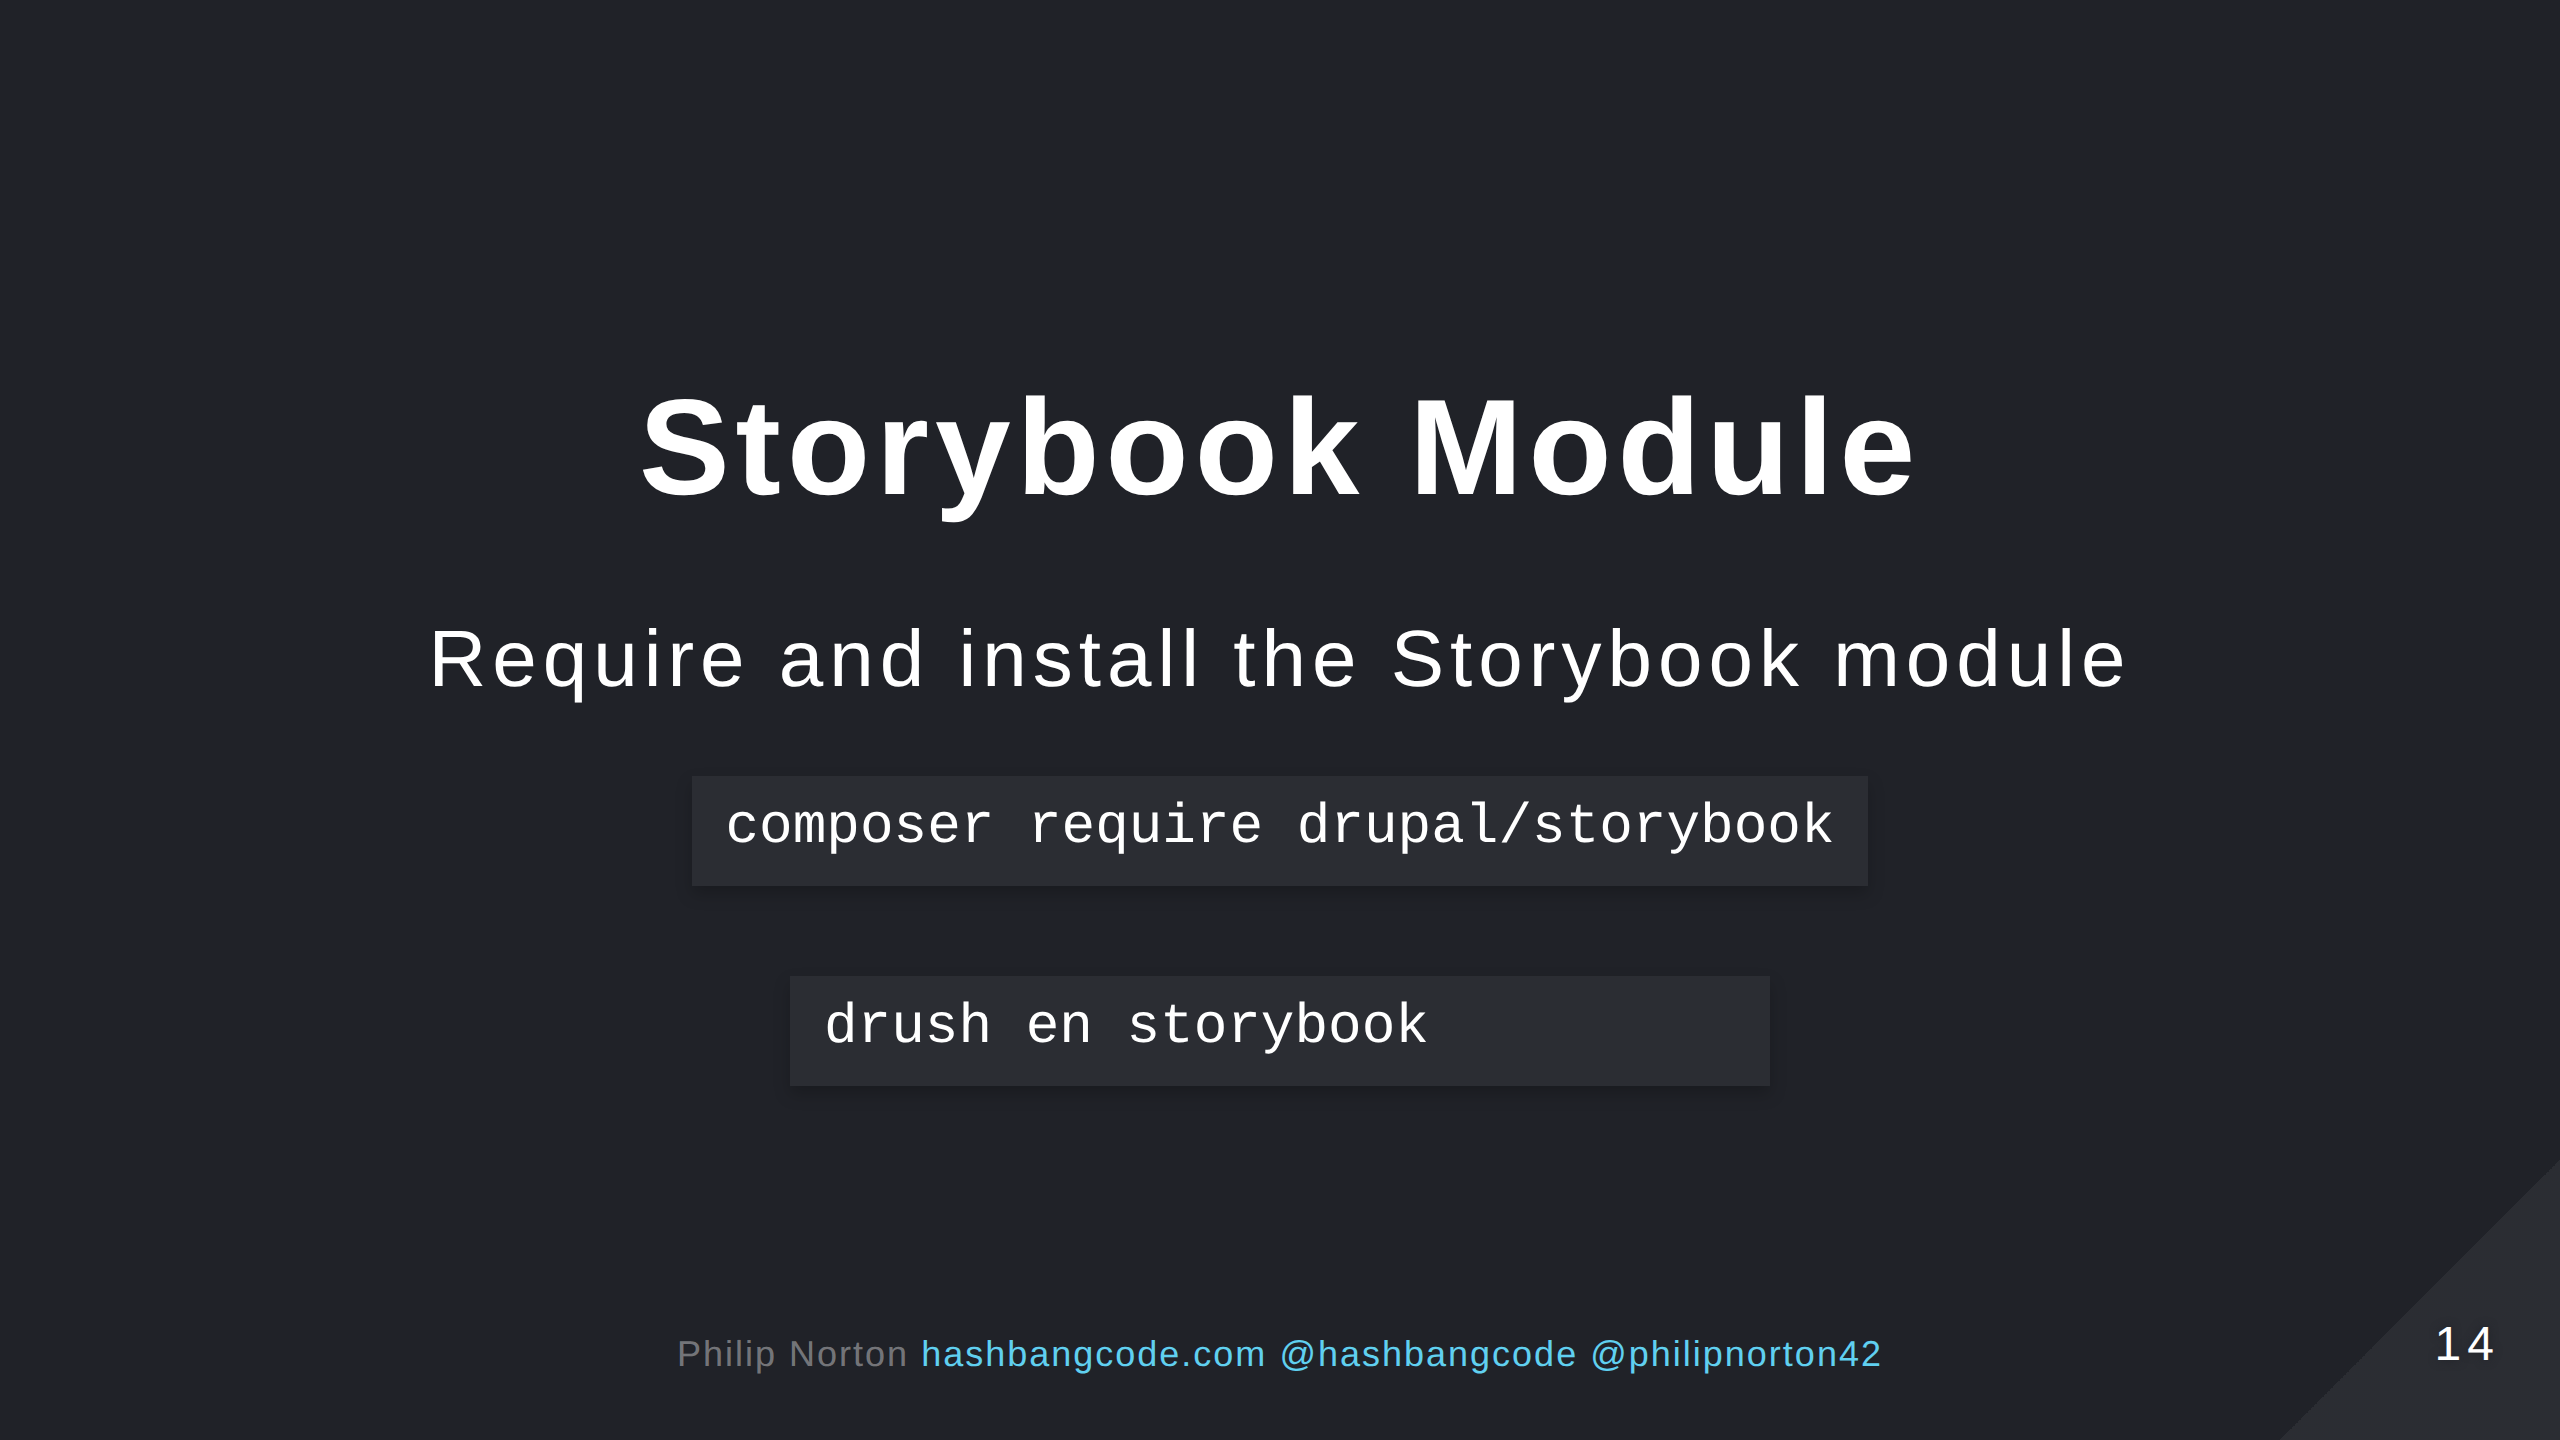 Storybook Module
Require and install the Storybook module
composer require drupal/storybook
drush en storybook
Philip Norton hashbangcode.com @hashbangcode @philipnorton42
14